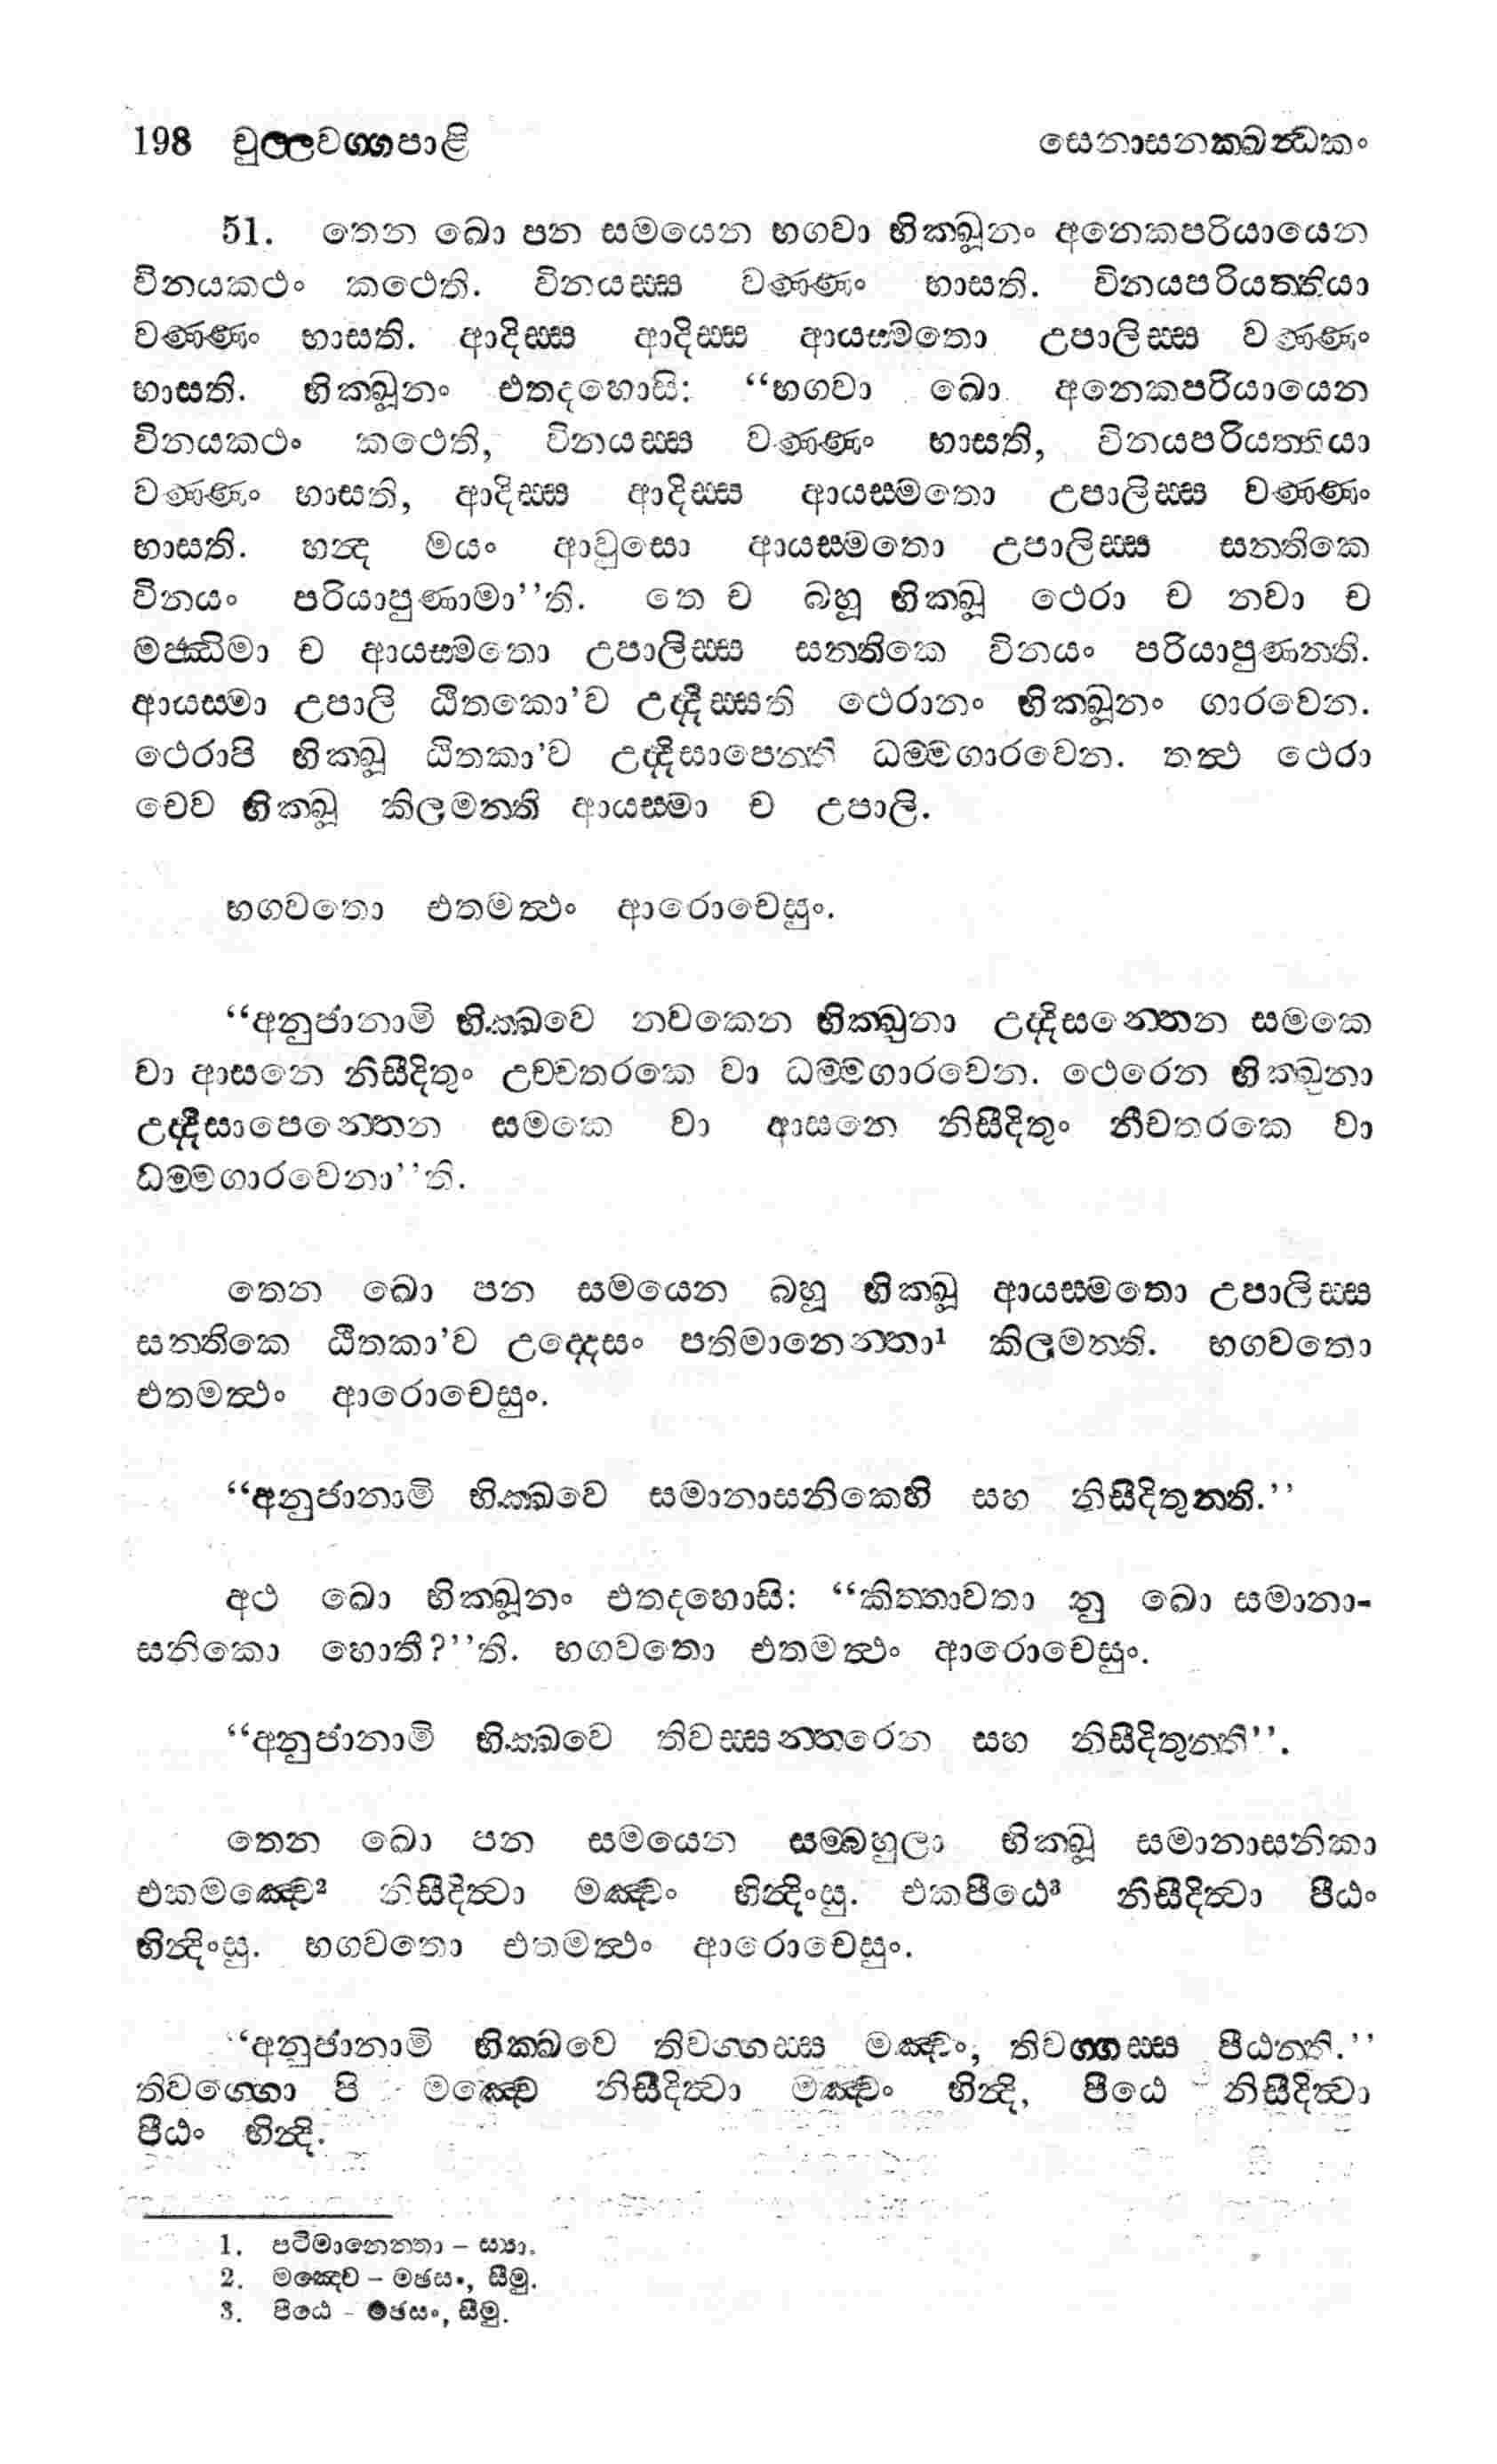 198 චුල්ලවග්ගපාළි සෙනාසනක්ඛන්ධකං
51. තෙන ඛො පන සමයෙන භගවා භික්ඛූනං අනෙකපරියායෙන
විනයකථං කථෙති. විනයස්ස වණ්ණං භාසති. විනයපරියත්තියා
වණ්ණං භාසති. ආදිස්ස ආදිස්ස ආයස්මතො උපාලිස්ස වණ්ණං
භාසති. භික්ඛූනං එතදහොසි: “භගවා ඛො අනෙකපරියායෙන
විනයකථං කථෙති, විනයස්ස වණ්ණං භාසති, විනයපරියත්තියා
වණ්ණං භාසති, ආදිස්ස ආදිස්ස ආයස්මතො උපාලිස්ස වණ්ණං
භාසති. හන්ද මයං ආවුසො ආයස්මතො උපාලිස්ස සන්තිකෙ
විනයං පරියාපුණාමා’’ති. තෙ ච බහූ භික්ඛූ ථෙරා ච නවා ච
මජ්ඣිමා ච ආයස්මතො උපාලිස්ස සන්තිකෙ විනයං පරියාපුණන්ති.
ආයස්මා උපාලි ඨිතකො’ව උද්දිස්සති ථෙරානං භික්ඛූනං ගාරවෙන.
ථෙරාපි භික්ඛූ ඨිතකා’ව උද්දිසාපෙන්ති ධම්මගාරවෙන. තත්ථ ථෙරා
චෙව භික්ඛූ කිලමන්ති ආයස්මා ච උපාලි.
භගවතො එතමත්ථං ආරොචෙසුං.
“අනුජානාමි භික්ඛවෙ නවකෙන භික්ඛුනා උද්දිසන්තෙන සමකෙ
වා ආසනෙ නිසීදිතුං උච්චතරකෙ වා ධම්මගාරවෙන. ථෙරෙන භික්ඛුනා
උද්දිසාපෙන්තෙන සමකෙ වා ආසනෙ නිසීදිතුං නීචතරකෙ වා
ධම්මගාරවෙනා’’ති.
තෙන ඛො පන සමයෙන බහූ භික්ඛූ ආයස්මතො උපාලිස්ස
සන්තිකෙ ඨිතකා’ව උද්දෙසං පතිමානෙන්තා¹ කිලමන්ති. භගවතො
එතමත්ථං ආරොචෙසුං.
“අනුජානාමි භික්ඛවෙ සමානාසනිකෙහි සහ නිසීදිතුන්ති.’’
අථ ඛො භික්ඛූනං එතදහොසි: “කිත්තාවතා නු ඛො සමානා-
සනිකො හොතී?’’ති. භගවතො එතමත්ථං ආරොචෙසුං.
“අනුජානාමි භික්ඛවෙ තිවස්සන්තරෙන සහ නිසීදිතුන්ති’’.
තෙන ඛො පන සමයෙන සම්බහුලා භික්ඛූ සමානාසනිකා
එකමඤ්චෙ² නිසීදිත්වා මඤ්චං භින්දිංසු. එකපීඨෙ³ නිසීදිත්වා පීඨං
භින්දිංසු. භගවතො එතමත්ථං ආරොචෙසුං.
“අනුජානාමි භික්ඛවෙ තිවග්ගස්ස මඤ්චං, තිවග්ගස්ස පීඨන්ති.’’
තිවග්ගො පි මඤ්චෙ නිසීදිත්වා මඤ්චං භින්දි, පීඨෙ නිසීදිත්වා
පීඨං භින්දි.
1. පටිමානෙන්තා – ස්‍යා.
2. මඤ්චෙ – මඡසං, සීමු.
3. පීඨෙ – මඡසං, සීමු.